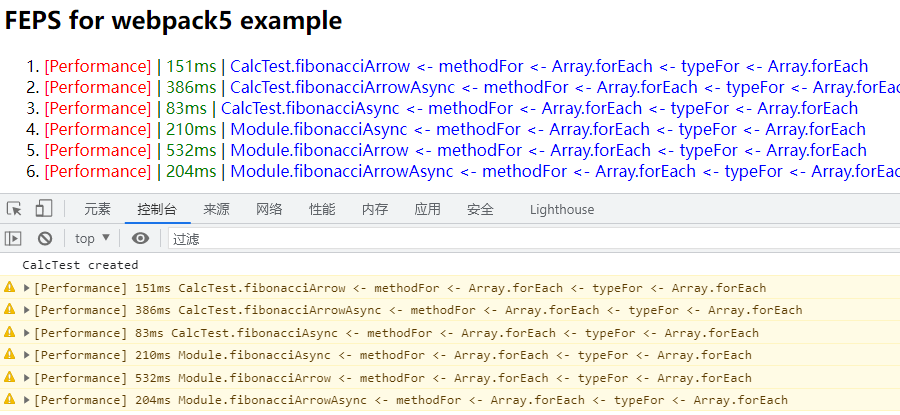 FEPS for webpack5 example
1. [Performance] | 151ms | CalcTest.fibonacciArrow <- methodFor <- Array.forEach <- typeFor <- Array.forEach
2. [Performance] | 386ms | CalcTest.fibonacciArrowAsync <- methodFor <- Array.forEach <- typeFor <- Array.forEa
3. [Performance] | 83ms | CalcTest.fibonacciAsync <- methodFor <- Array.forEach <- typeFor <- Array.forEach
4. [Performance] | 210ms | Module.fibonacciAsync <- methodFor <- Array.forEach <- typeFor <- Array.forEach
5. [Performance] | 532ms | Module.fibonacciArrow <- methodFor <- Array.forEach <- typeFor <- Array.forEach
6. [Performance] | 204ms | Module.fibonacciArrowAsync <- methodFor <- Array.forEach <- typeFor <- Array.forEac
元素 控制台 来源 网络 性能 内存 应用 安全 Lighthouse
top 过滤
CalcTest created
[Performance] 151ms CalcTest.fibonacciArrow <- methodFor <- Array.forEach <- typeFor <- Array.forEach
[Performance] 386ms CalcTest.fibonacciArrowAsync <- methodFor <- Array.forEach <- typeFor <- Array.forEach
[Performance] 83ms CalcTest.fibonacciAsync <- methodFor <- Array.forEach <- typeFor <- Array.forEach
[Performance] 210ms Module.fibonacciAsync <- methodFor <- Array.forEach <- typeFor <- Array.forEach
[Performance] 532ms Module.fibonacciArrow <- methodFor <- Array.forEach <- typeFor <- Array.forEach
[Performance] 204ms Module.fibonacciArrowAsync <- methodFor <- Array.forEach <- typeFor <- Array.forEach